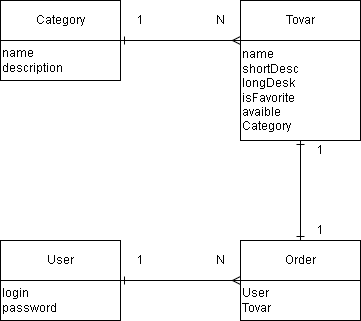 Category 1 N Tovar
name
description
name
shortDesc
longDesk
isFavorite
avaible
Category
1
1
User 1 N Order
login
password
User
Tovar